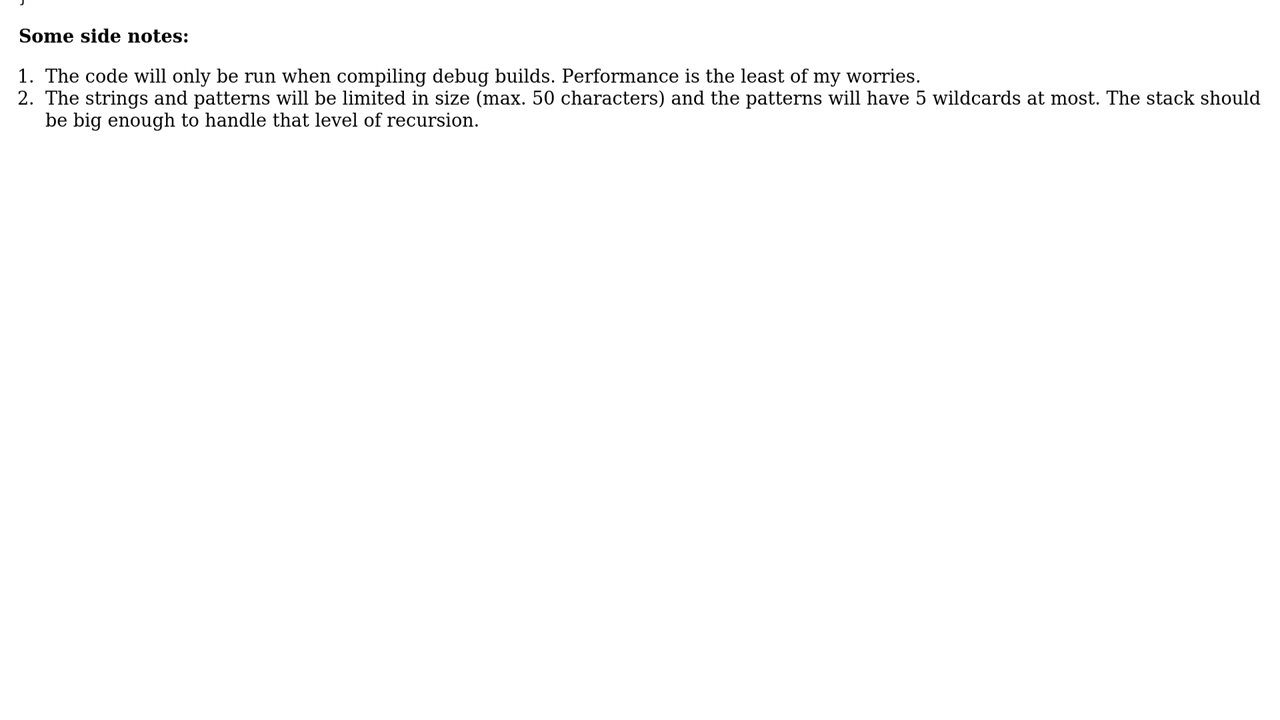 Some side notes:
1. The code will only be run when compiling debug builds. Performance is the least of my worries.
2. The strings and patterns will be limited in size (max. 50 characters) and the patterns will have 5 wildcards at most. The stack should
be big enough to handle that level of recursion.